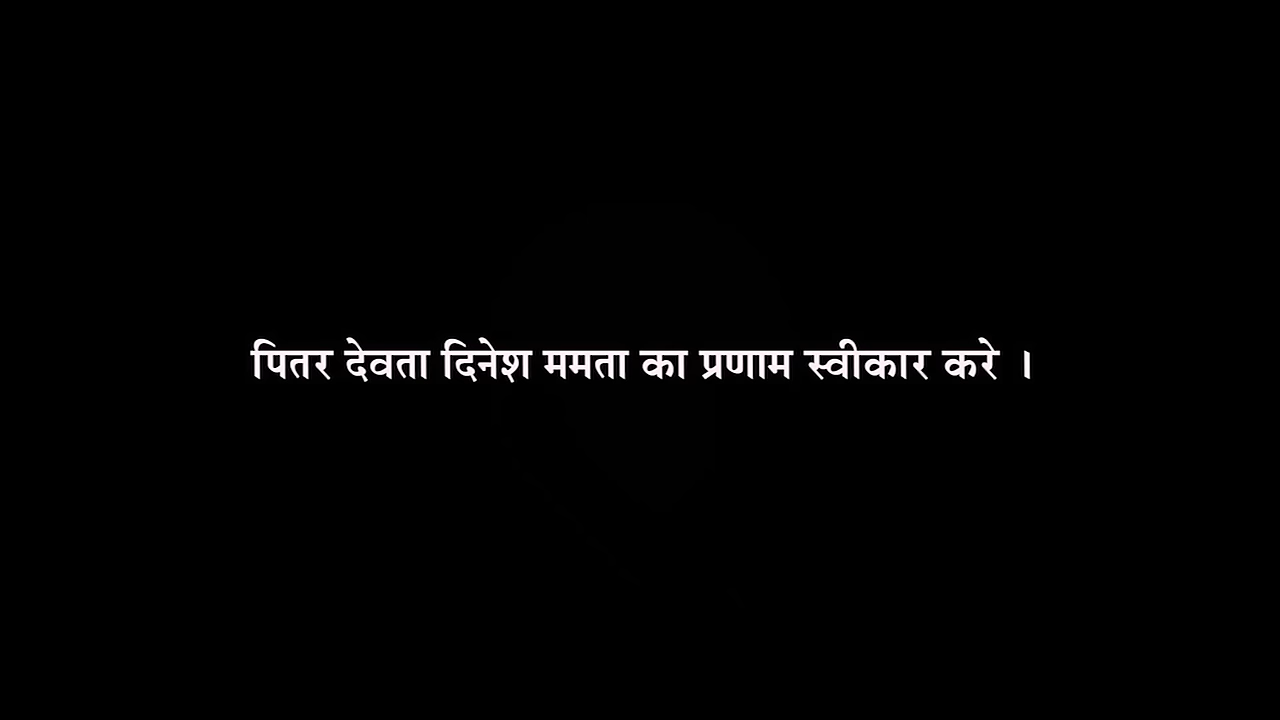 पितर देवता दिनेश ममता का प्रणाम स्वीकार करे ।